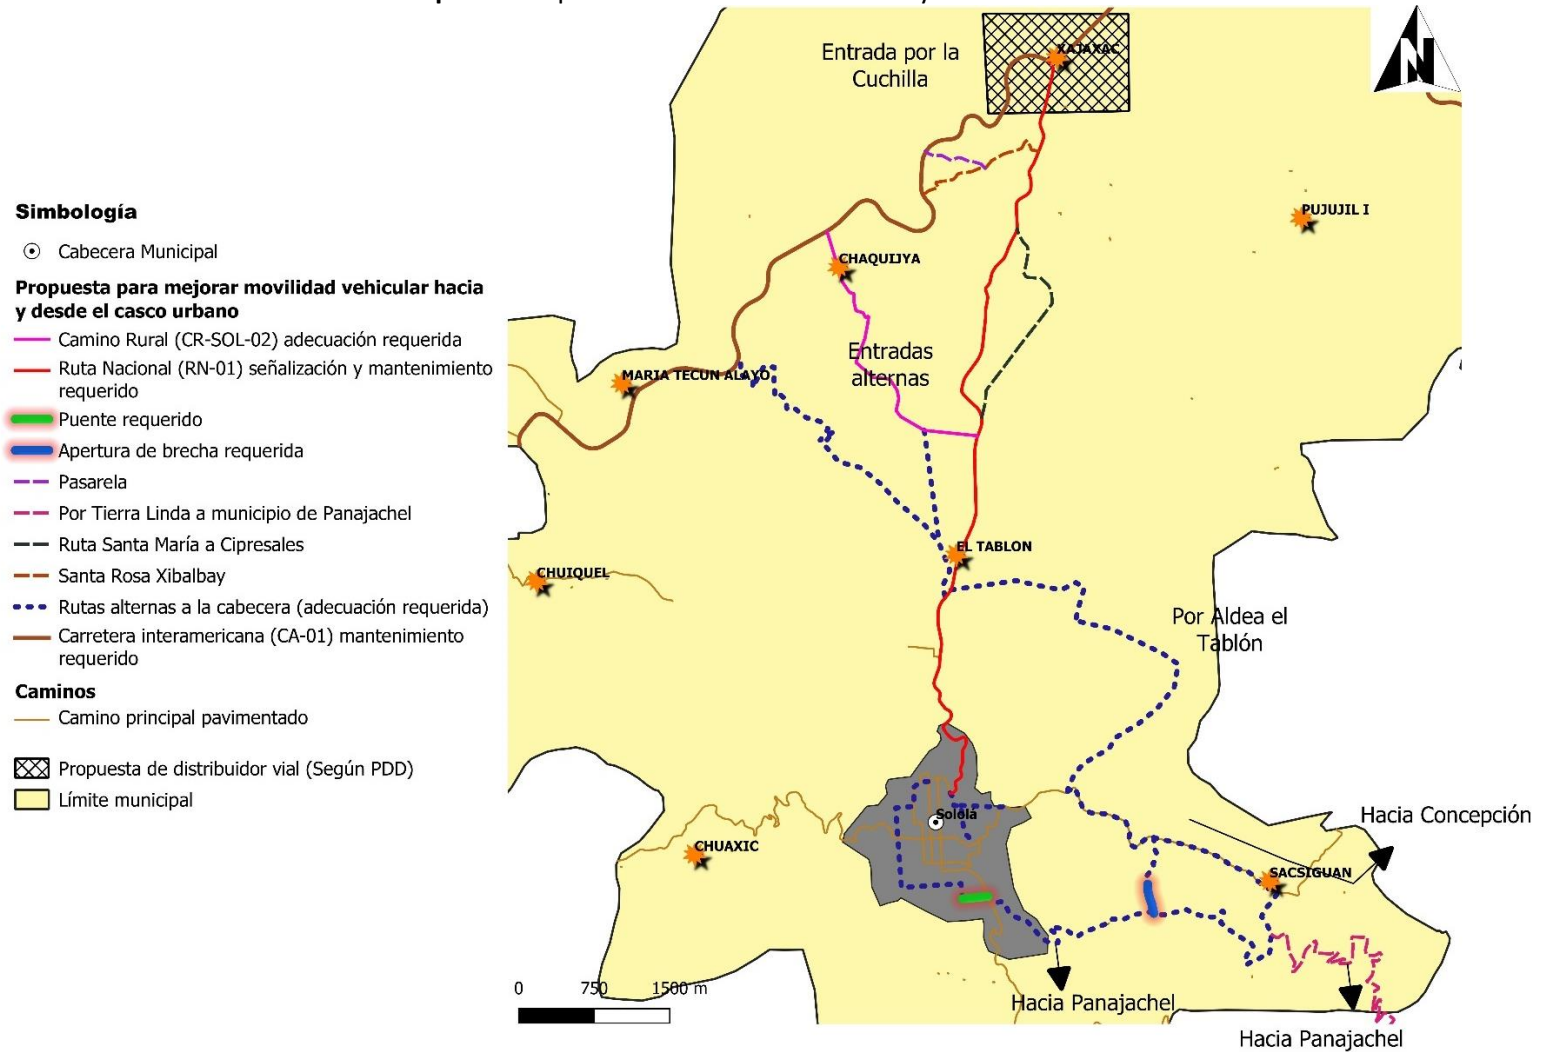 Entrada por la
Cuchilla
XAJAXAC
N
PUJUJIL I
CHAQUIJYA
Entradas
alternas
MARIA TECUN ALAYO
EL TABLON
CHUIQUEL
Por Aldea el
Tablón
Sololá
CHUAXIC
SACSIGUAN
Hacia Concepción
Hacia Panajachel
Hacia Panajachel
0 750 1500 m
Simbología
Cabecera Municipal
Propuesta para mejorar movilidad vehicular hacia
y desde el casco urbano
Camino Rural (CR-SOL-02) adecuación requerida
Ruta Nacional (RN-01) señalización y mantenimiento
requerido
Puente requerido
Apertura de brecha requerida
Pasarela
Por Tierra Linda a municipio de Panajachel
Ruta Santa María a Cipresales
Santa Rosa Xibalbay
Rutas alternas a la cabecera (adecuación requerida)
Carretera interamericana (CA-01) mantenimiento
requerido
Caminos
Camino principal pavimentado
Propuesta de distribuidor vial (Según PDD)
Límite municipal